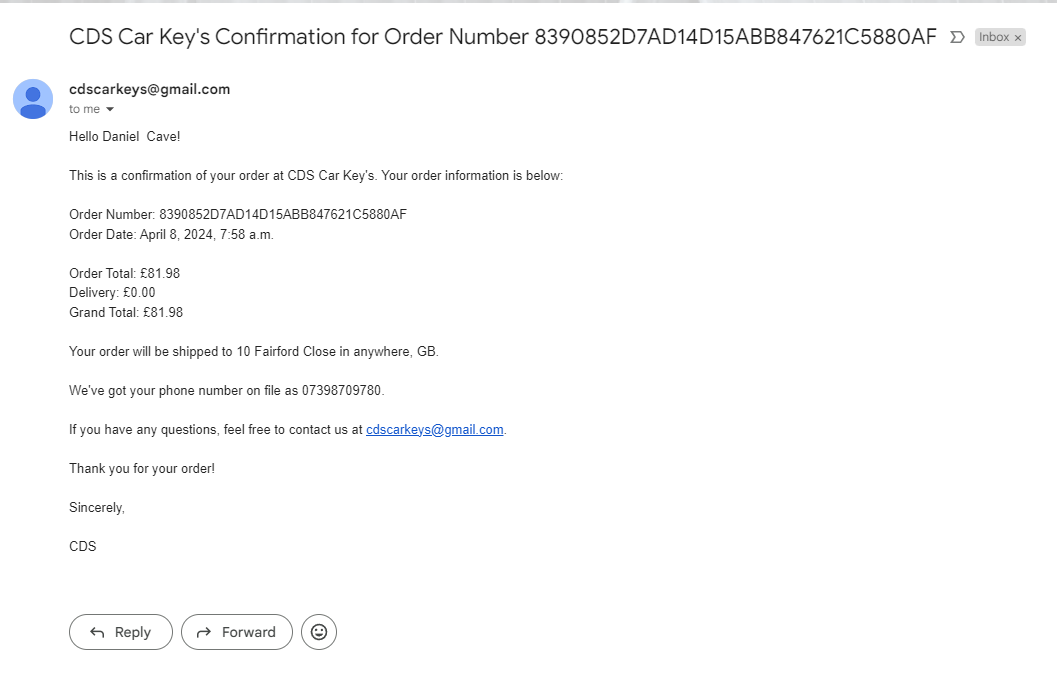 CDS Car Key's Confirmation for Order Number 8390852D7AD14D15ABB847621C5880AF
Inbox ×
cdscarkeys@gmail.com
to me
Hello Daniel  Cave!
This is a confirmation of your order at CDS Car Key's. Your order information is below:
Order Number: 8390852D7AD14D15ABB847621C5880AF
Order Date: April 8, 2024, 7:58 a.m.
Order Total: £81.98
Delivery: £0.00
Grand Total: £81.98
Your order will be shipped to 10 Fairford Close in anywhere, GB.
We've got your phone number on file as 07398709780.
If you have any questions, feel free to contact us at cdscarkeys@gmail.com.
Thank you for your order!
Sincerely,
CDS
Reply Forward